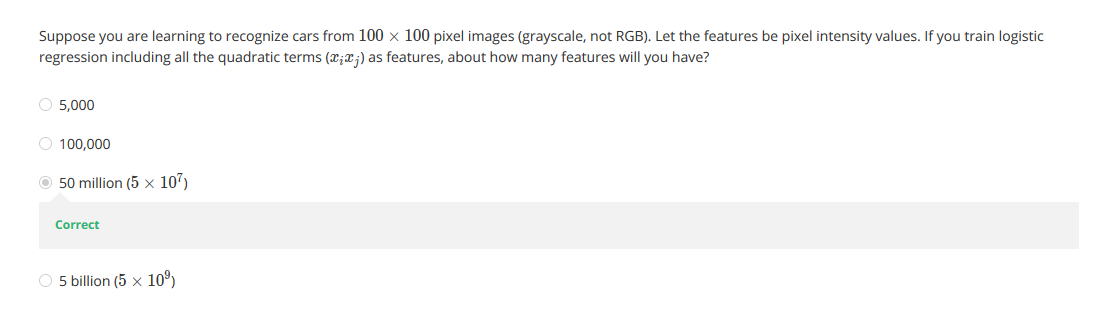 Suppose you are learning to recognize cars from 100 × 100 pixel images (grayscale, not RGB). Let the features be pixel intensity values. If you train logistic
regression including all the quadratic terms (xᵢxⱼ) as features, about how many features will you have?
5,000
100,000
50 million (5 × 10⁷)
Correct
5 billion (5 × 10⁹)